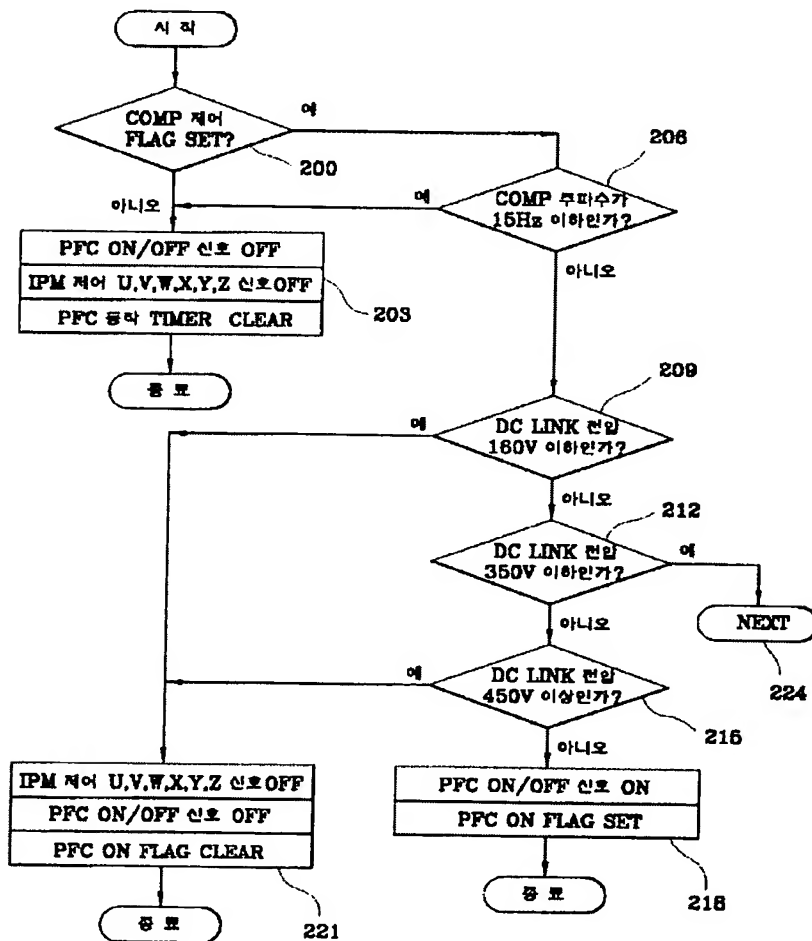 시 작
COMP 제어
FLAG SET?
예
200
206
COMP 주파수가
15Hz 이하인가?
예
아니오
아니오
PFC ON/OFF 신호 OFF
IPM 제어 U,V,W,X,Y,Z 신호OFF
PFC 동작 TIMER CLEAR
203
종 료
209
DC LINK 전압
160V 이하인가?
예
아니오
212
DC LINK 전압
350V 이하인가?
예
아니오
NEXT
224
DC LINK 전압
450V 이상인가?
예
215
아니오
IPM 제어 U,V,W,X,Y,Z 신호OFF
PFC ON/OFF 신호 OFF
PFC ON FLAG CLEAR
221
종 료
PFC ON/OFF 신호 ON
PFC ON FLAG SET
218
종 료